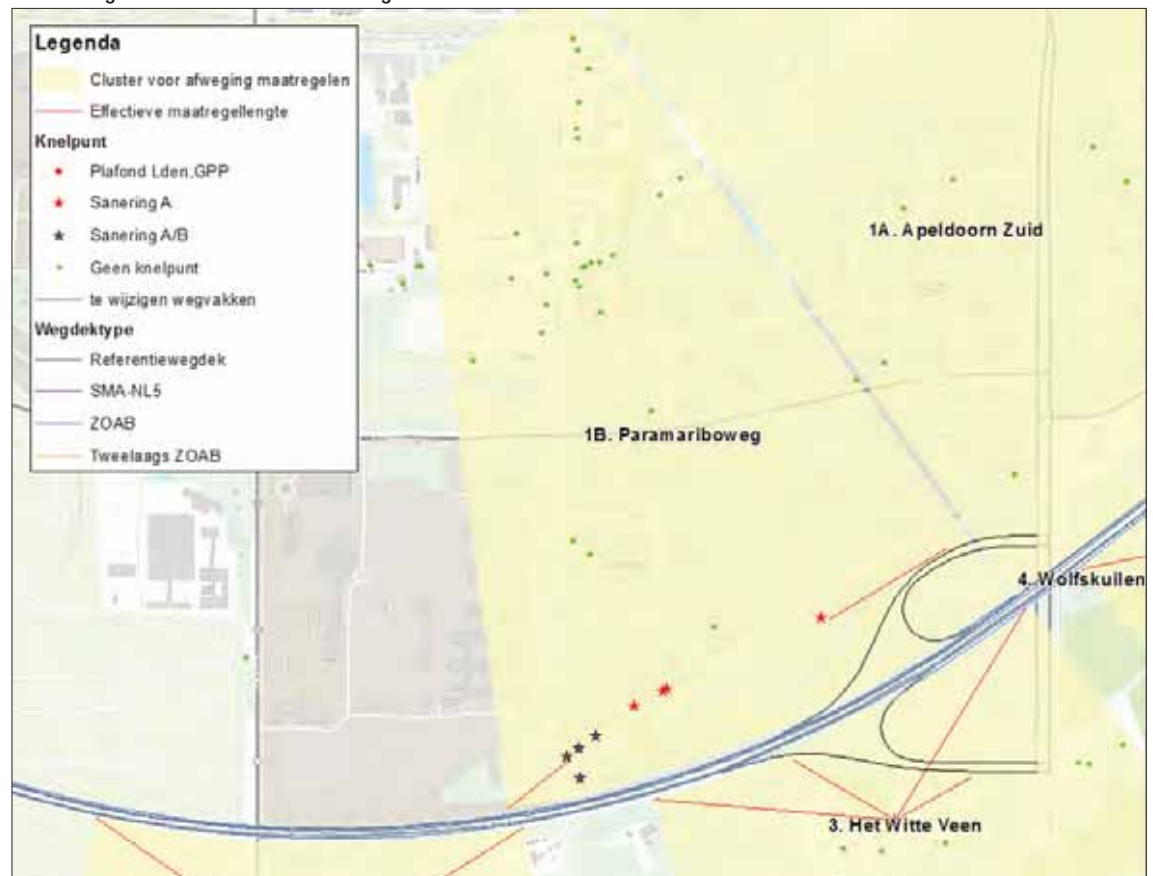 Legenda
Cluster voor afweging maatregelen
Effectieve maatregellengte
Knelpunt
Plafond Lden,GPP
Sanering A
Sanering A/B
Geen knelpunt
te wijzigen wegvakken
Wegdektype
Referentiewegdek
SMA-NL5
ZOAB
Tweelaags ZOAB
1A. Apeldoorn Zuid
1B. Paramariboweg
4. Wolfskuilen
3. Het Witte Veen